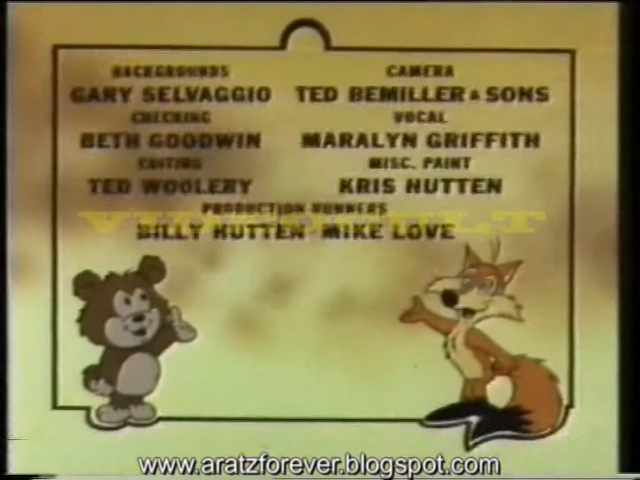 BACKGROUNDS CAMERA
GARY SELVAGGIO TED BEMILLER & SONS
CHECKING VOCAL
BETH GOODWIN MARALYN GRIFFITH
EDITING MISC. PAINT
TED WOOLERY KRIS HUTTEN
PRODUCTION RUNNERS
BILLY HUTTEN MIKE LOVE
www.aratzforever.blogspot.com